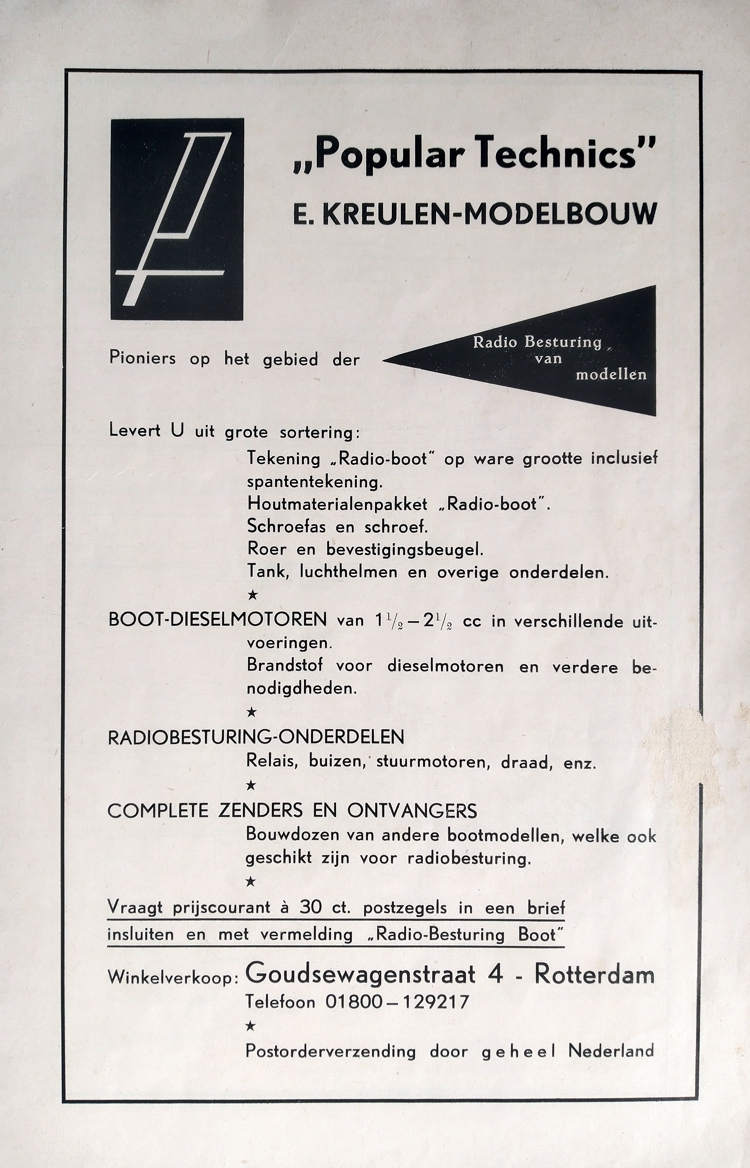 „Popular Technics”
E. KREULEN-MODELBOUW
Radio Besturing
van
modellen
Pioniers op het gebied der
Levert U uit grote sortering:
Tekening „Radio-boot” op ware grootte inclusief
spantentekening.
Houtmaterialenpakket „Radio-boot”.
Schroefas en schroef.
Roer en bevestigingsbeugel.
Tank, luchthelmen en overige onderdelen.
★
BOOT-DIESELMOTOREN van 1 1/2 – 2 1/2 cc in verschillende uit-
voeringen.
Brandstof voor dieselmotoren en verdere be-
nodigdheden.
★
RADIOBESTURING-ONDERDELEN
Relais, buizen, stuurmotoren, draad, enz.
★
COMPLETE ZENDERS EN ONTVANGERS
Bouwdozen van andere bootmodellen, welke ook
geschikt zijn voor radiobesturing.
★
Vraagt prijscourant à 30 ct. postzegels in een brief
insluiten en met vermelding „Radio-Besturing Boot”
Winkelverkoop: Goudsewagenstraat 4 - Rotterdam
Telefoon 01800 – 129217
★
Postorderverzending door geheel Nederland